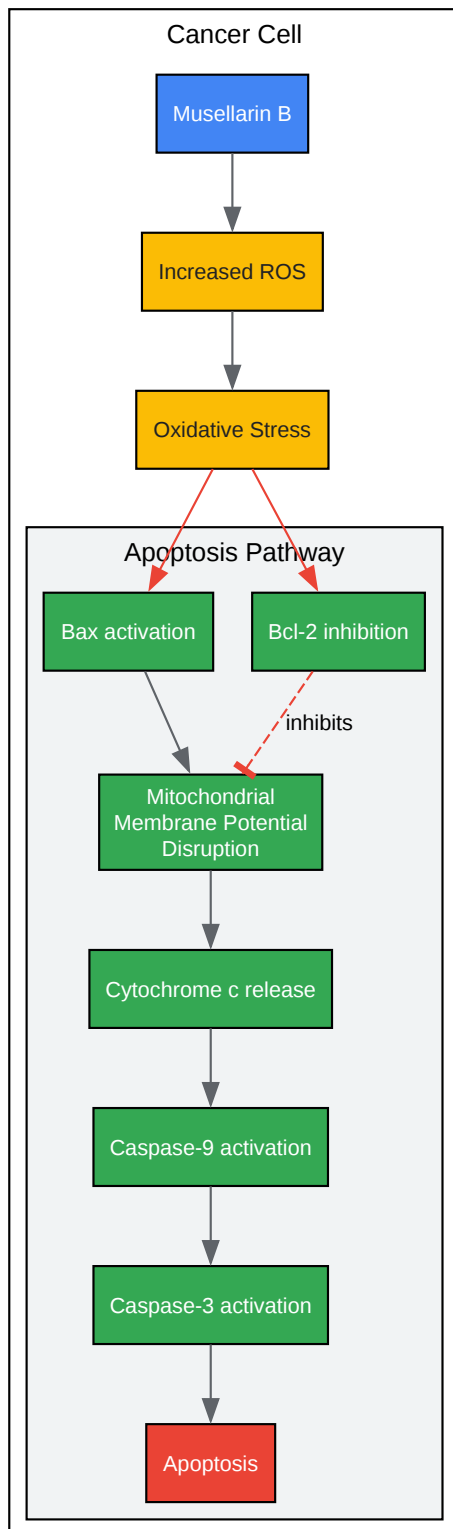 Cancer Cell
Musellarin B
Increased ROS
Oxidative Stress
Apoptosis Pathway
Bax activation
Bcl-2 inhibition
inhibits
Mitochondrial
Membrane Potential
Disruption
Cytochrome c release
Caspase-9 activation
Caspase-3 activation
Apoptosis